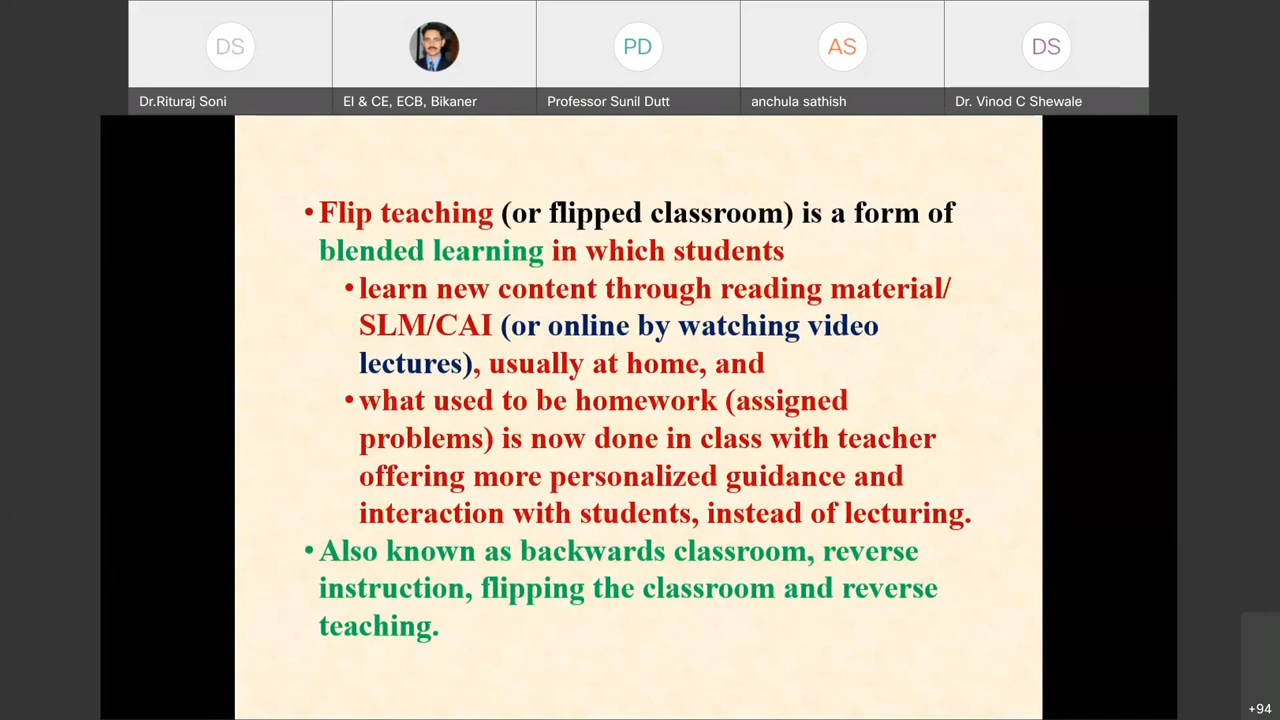 DS
PD
AS
DS
Dr.Rituraj Soni
EI & CE, ECB, Bikaner
Professor Sunil Dutt
anchula sathish
Dr. Vinod C Shewale
•Flip teaching (or flipped classroom) is a form of
blended learning in which students
•learn new content through reading material/
SLM/CAI (or online by watching video
lectures), usually at home, and
•what used to be homework (assigned
problems) is now done in class with teacher
offering more personalized guidance and
interaction with students, instead of lecturing.
•Also known as backwards classroom, reverse
instruction, flipping the classroom and reverse
teaching.
+94